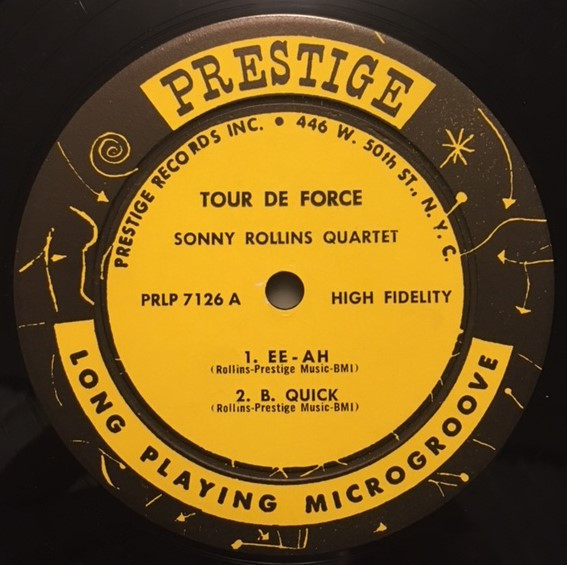 PRESTIGE
PRESTIGE RECORDS INC. • 446 W. 50th ST., N. Y. C.
TOUR DE FORCE
SONNY ROLLINS QUARTET
PRLP 7126 A HIGH FIDELITY
1. EE-AH
(Rollins-Prestige Music-BMI)
2. B. QUICK
(Rollins-Prestige Music-BMI)
LONG PLAYING MICROGROOVE